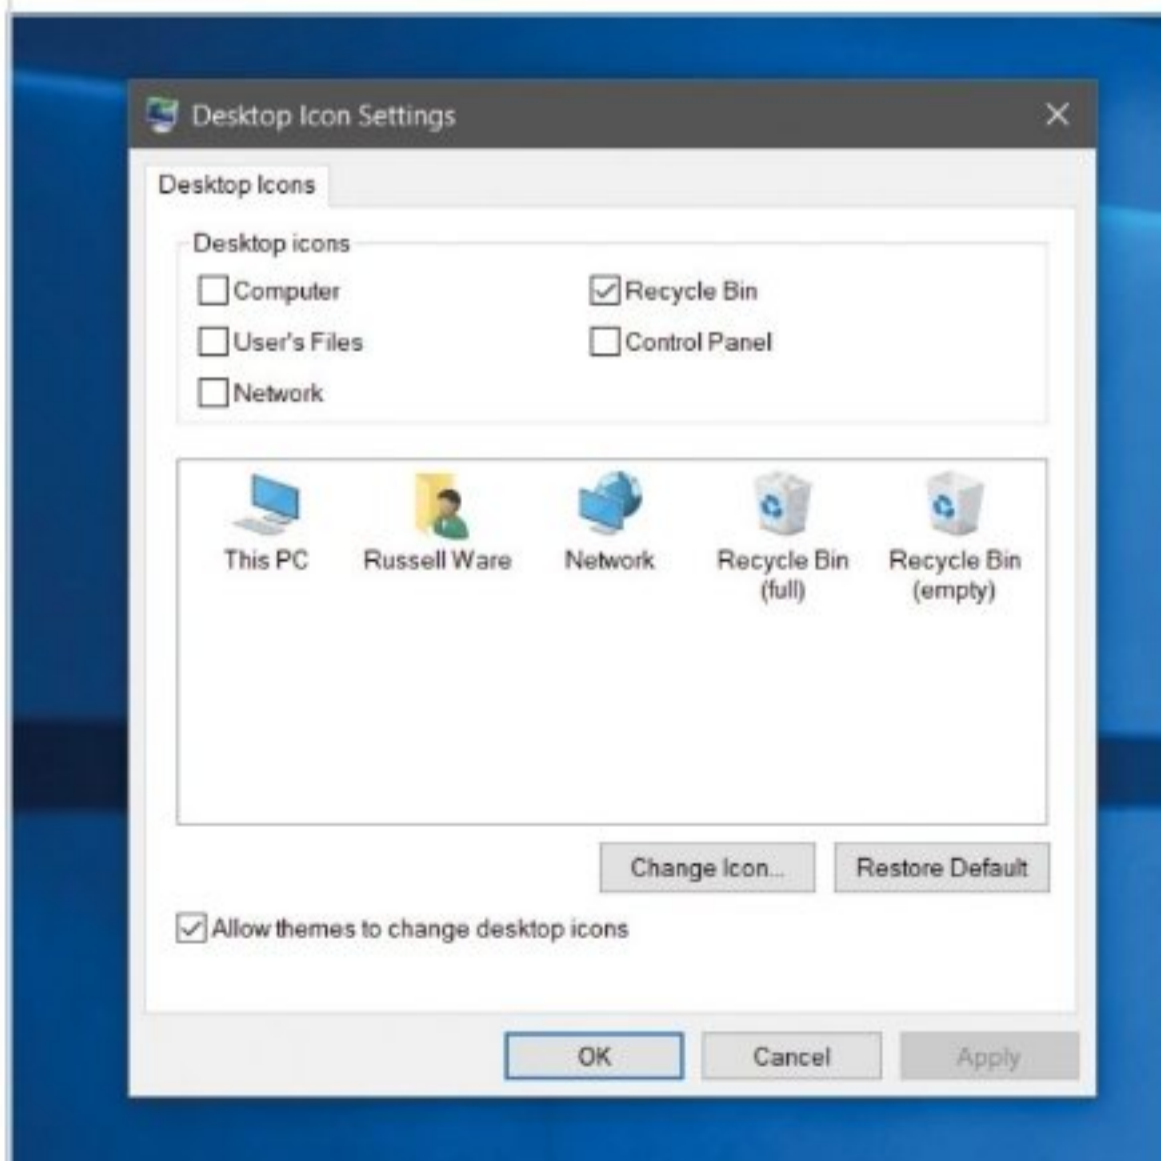 Desktop Icon Settings
Desktop Icons
Desktop icons
Computer
Recycle Bin
User's Files
Control Panel
Network
This PC
Russell Ware
Network
Recycle Bin
(full)
Recycle Bin
(empty)
Change Icon...
Restore Default
Allow themes to change desktop icons
OK
Cancel
Apply